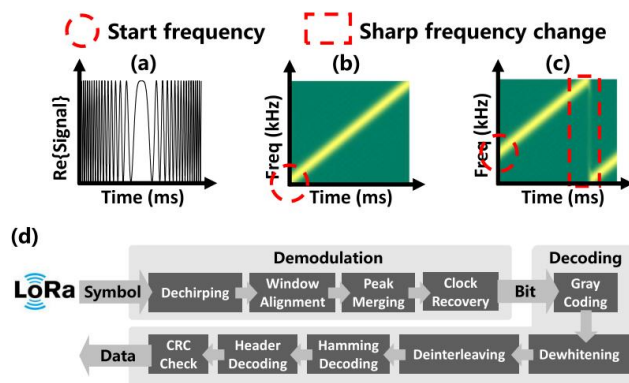 Start frequency
Sharp frequency change
(a)
(b)
(c)
Re{Signal}
Time (ms)
Freq (kHz)
Time (ms)
Freq (kHz)
Time (ms)
(d)
Demodulation
Decoding
LoRa
Symbol
Dechirping
Window
Alignment
Peak
Merging
Clock
Recovery
Bit
Gray
Coding
Data
CRC
Check
Header
Decoding
Hamming
Decoding
Deinterleaving
Dewhitening